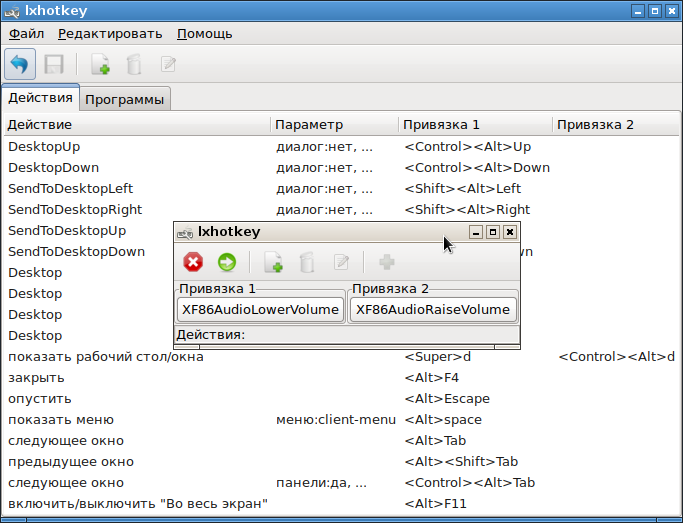 lxhotkey
Файл Редактировать Помощь
Действия Программы
Действие Параметр Привязка 1 Привязка 2
DesktopUp диалог:нет, ... <Control><Alt>Up
DesktopDown диалог:нет, ... <Control><Alt>Down
SendToDesktopLeft диалог:нет, ... <Shift><Alt>Left
SendToDesktopRight диалог:нет, ... <Shift><Alt>Right
SendToDesktopUp
SendToDesktopDown
Desktop
Desktop
Desktop
Desktop
lxhotkey
Привязка 1 Привязка 2
XF86AudioLowerVolume XF86AudioRaiseVolume
Действия:
показать рабочий стол/окна <Super>d <Control><Alt>d
закрыть <Alt>F4
опустить <Alt>Escape
показать меню меню:client-menu <Alt>space
следующее окно <Alt>Tab
предыдущее окно <Alt><Shift>Tab
следующее окно панели:да, ... <Control><Alt>Tab
включить/выключить "Во весь экран" <Alt>F11